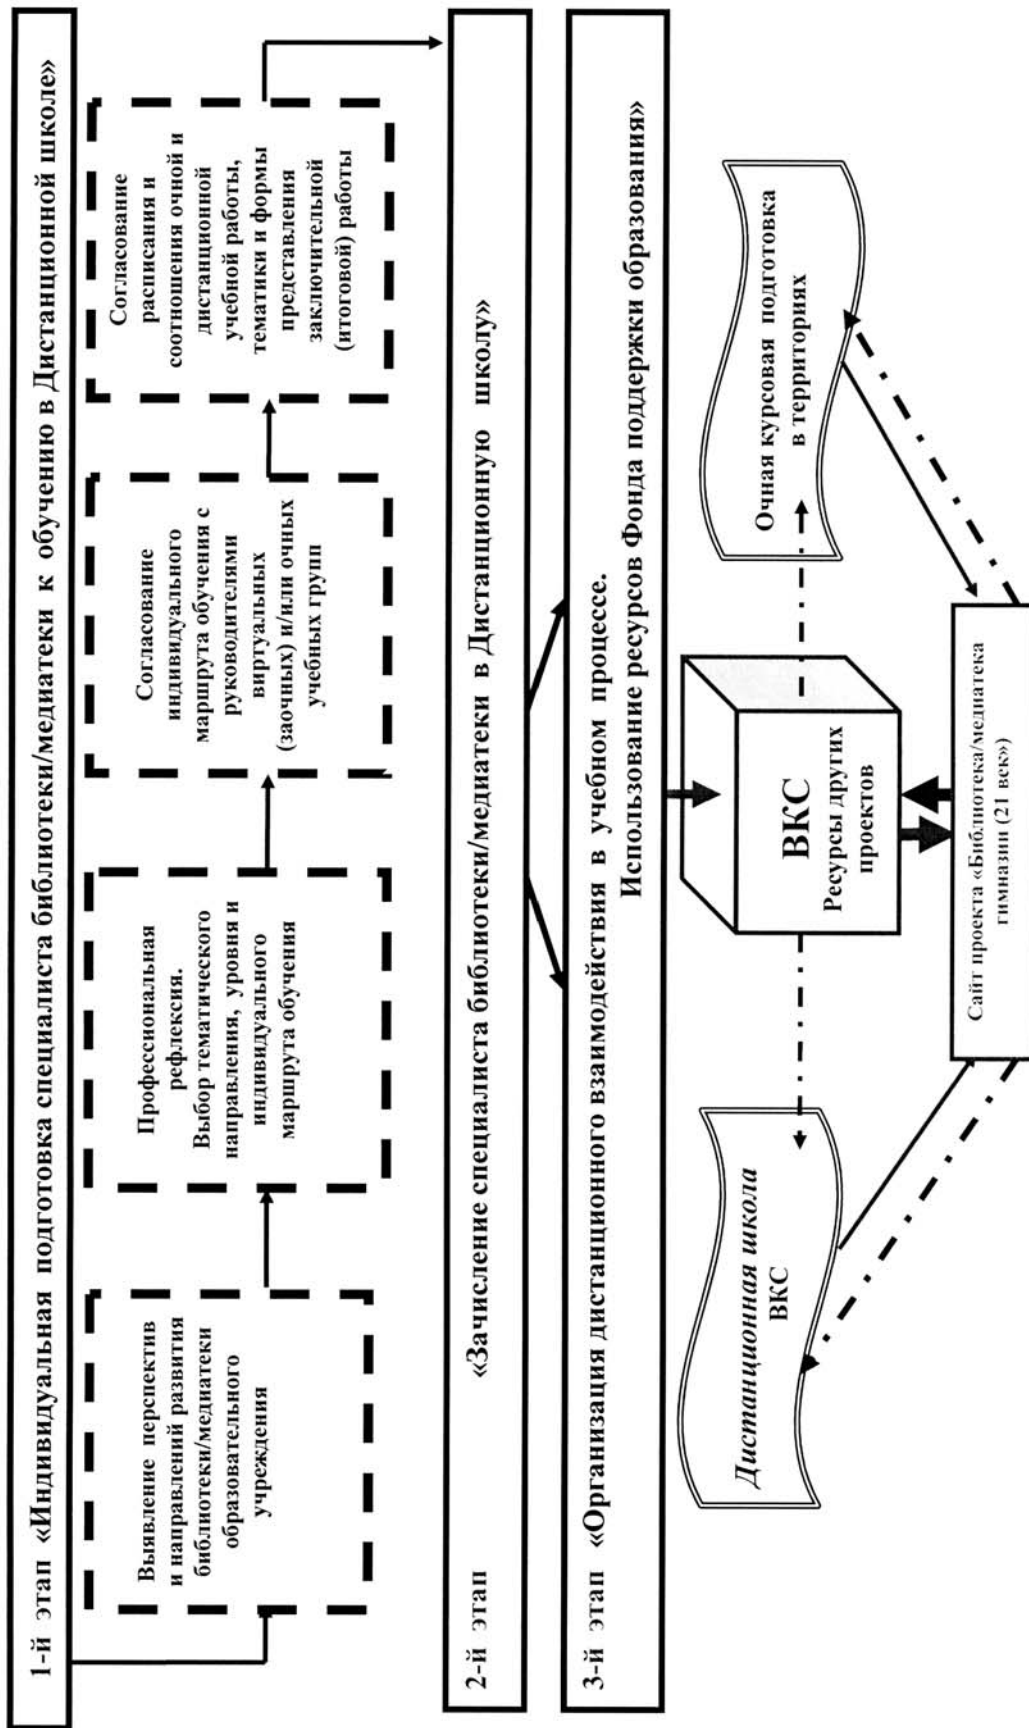 1-й этап «Индивидуальная подготовка специалиста библиотеки/медиатеки к обучению в Дистанционной школе»
Выявление перспектив
и направлений развития
библиотеки/медиатеки
образовательного
учреждения
Профессиональная
рефлексия.
Выбор тематического
направления, уровня и
индивидуального
маршрута обучения
Согласование
индивидуального
маршрута обучения с
руководителями
виртуальных
(заочных) и/или очных
учебных групп
Согласование
расписания и
соотношения очной и
дистанционной
учебной работы,
тематики и формы
представления
заключительной
(итоговой) работы
2-й этап «Зачисление специалиста библиотеки/медиатеки в Дистанционную школу»
3-й этап «Организация дистанционного взаимодействия в учебном процессе.
Использование ресурсов Фонда поддержки образования»
Дистанционная школа
ВКС
ВКС
Ресурсы других
проектов
Очная курсовая подготовка
в территориях
Сайт проекта «Библиотека/медиатека
гимназии (21 век»)